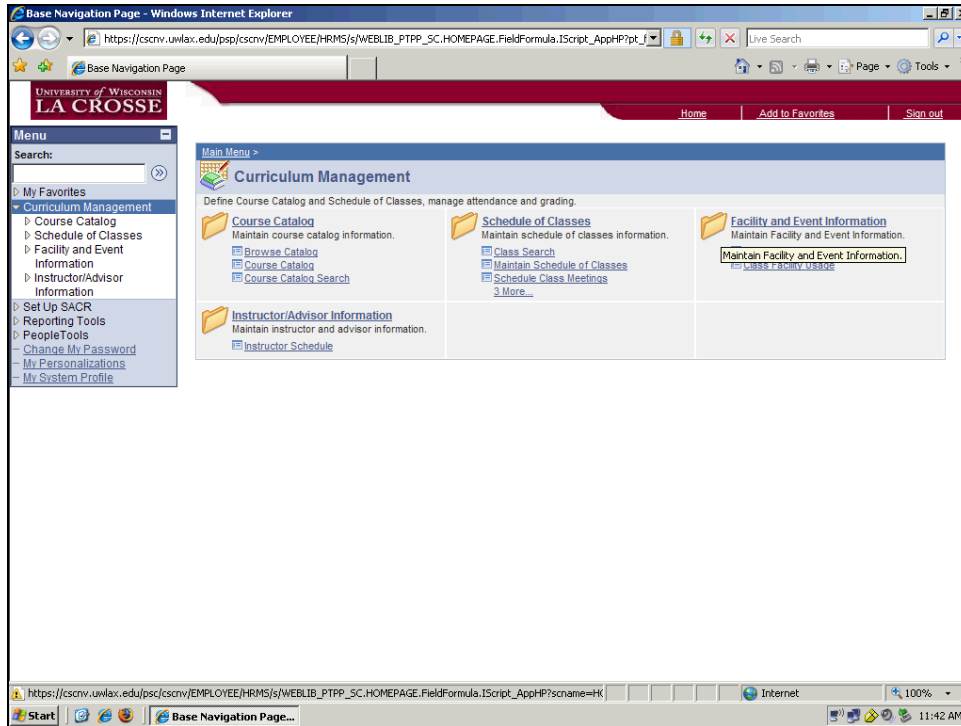 Base Navigation Page - Windows Internet Explorer
https://cscnv.uwlax.edu/psp/cscnv/EMPLOYEE/HRMS/s/WEBLIB_PTPP_SC.HOMEPAGE.FieldFormula.IScript_AppHP?pt_f
Live Search
Base Navigation Page
Page
Tools
UNIVERSITY of WISCONSIN
LA CROSSE
Home
Add to Favorites
Sign out
Menu
Search:
My Favorites
Curriculum Management
Course Catalog
Schedule of Classes
Facility and Event
Information
Instructor/Advisor
Information
Set Up SACR
Reporting Tools
PeopleTools
Change My Password
My Personalizations
My System Profile
Main Menu >
Curriculum Management
Define Course Catalog and Schedule of Classes, manage attendance and grading.
Course Catalog
Maintain course catalog information.
Browse Catalog
Course Catalog
Course Catalog Search
Schedule of Classes
Maintain schedule of classes information.
Class Search
Maintain Schedule of Classes
Schedule Class Meetings
3 More...
Facility and Event Information
Maintain Facility and Event Information.
Maintain Facility and Event Information.
Class Facility Usage
Instructor/Advisor Information
Maintain instructor and advisor information.
Instructor Schedule
https://cscnv.uwlax.edu/psc/cscnv/EMPLOYEE/HRMS/s/WEBLIB_PTPP_SC.HOMEPAGE.FieldFormula.IScript_AppHP?scname=H
Internet
100%
Start
Base Navigation Page...
11:42 AM